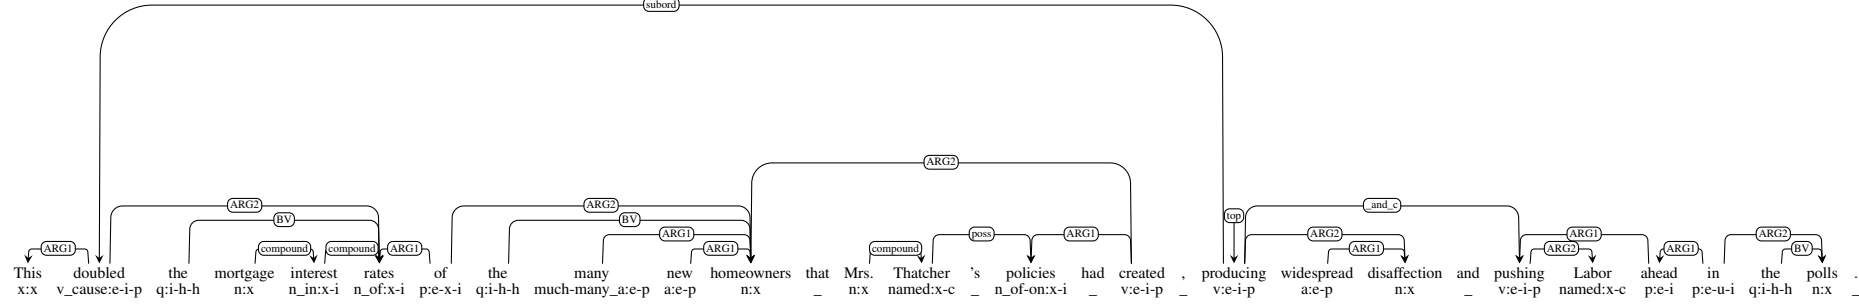 subord
ARG2
ARG2 ARG2 _and_c
top
BV BV
ARG1 poss ARG1 ARG2 ARG1 ARG2
ARG1 compound compound ARG1 ARG1 compound ARG1 ARG2 ARG1 BV
This doubled the mortgage interest rates of the many new homeowners that Mrs. Thatcher 's policies had created , producing widespread disaffection and pushing Labor ahead in the polls .
x:x v_cause:e-i-p q:i-h-h n:x n_in:x-i n_of:x-i p:e-x-i q:i-h-h much-many_a:e-p a:e-p n:x _ n:x named:x-c _ n_of-on:x-i _ v:e-i-p _ v:e-i-p a:e-p n:x _ v:e-i-p named:x-c p:e-i p:e-u-i q:i-h-h n:x _